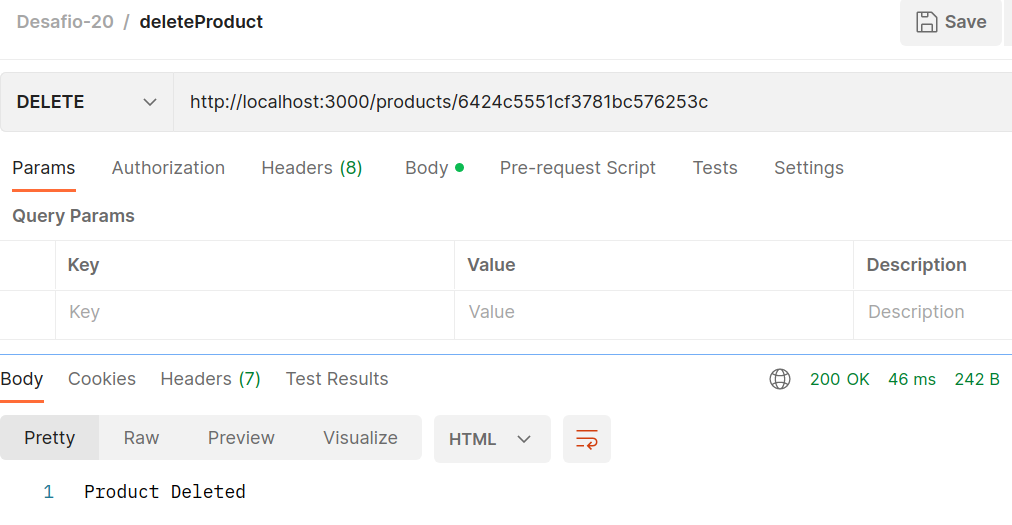 Desafio-20 / deleteProduct
Save
DELETE
http://localhost:3000/products/6424c5551cf3781bc576253c
Params Authorization Headers (8) Body Pre-request Script Tests Settings
Query Params
Key Value Description
Key Value Description
Body Cookies Headers (7) Test Results 200 OK 46 ms 242 B
Pretty Raw Preview Visualize HTML
1 Product Deleted